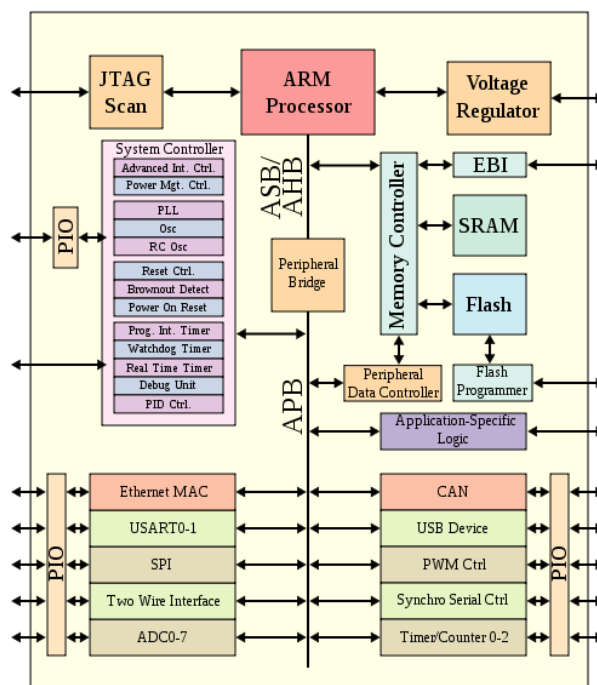 JTAG
Scan
ARM
Processor
Voltage
Regulator
System Controller
Advanced Int. Ctrl.
Power Mgt. Ctrl.
PLL
Osc
RC Osc
Reset Ctrl.
Brownout Detect
Power On Reset
Prog. Int. Timer
Watchdog Timer
Real Time Timer
Debug Unit
PID Ctrl.
PIO
ASB/
AHB
Peripheral
Bridge
APB
Memory Controller
EBI
SRAM
Flash
Peripheral
Data Controller
Flash
Programmer
Application-Specific
Logic
PIO
Ethernet MAC
USART0-1
SPI
Two Wire Interface
ADC0-7
CAN
USB Device
PWM Ctrl
Synchro Serial Ctrl
Timer/Counter 0-2
PIO